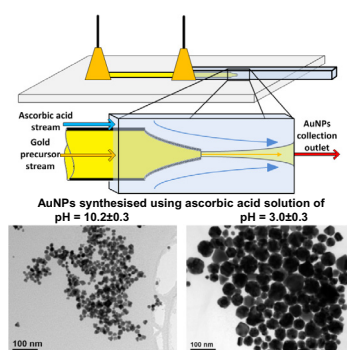 Ascorbic acid
stream
Gold
precursor
stream
AuNPs
collection
outlet
AuNPs synthesised using ascorbic acid solution of
pH = 10.2±0.3 pH = 3.0±0.3
100 nm 100 nm